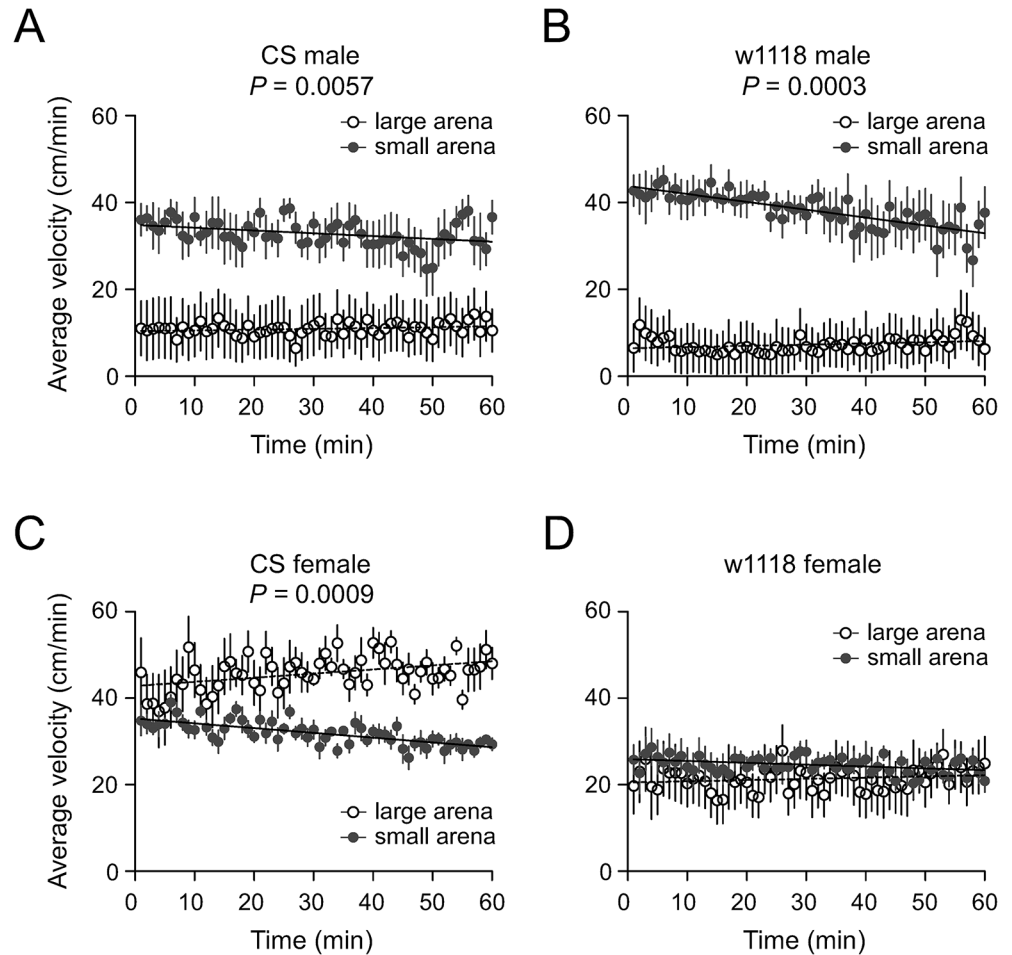 A
CS male
P = 0.0057
large arena
small arena
Average velocity (cm/min)
60
40
20
0
0 10 20 30 40 50 60
Time (min)
B
w1118 male
P = 0.0003
large arena
small arena
60
40
20
0
0 10 20 30 40 50 60
Time (min)
C
CS female
P = 0.0009
Average velocity (cm/min)
60
40
20
0
large arena
small arena
0 10 20 30 40 50 60
Time (min)
D
w1118 female
large arena
small arena
60
40
20
0
0 10 20 30 40 50 60
Time (min)